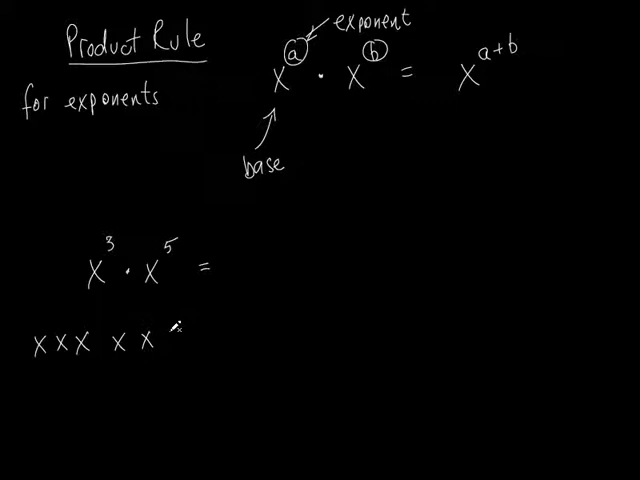 Product Rule
for exponents
exponent
x^a · x^b = x^{a+b}
base
x^3 · x^5 =
x x x x x